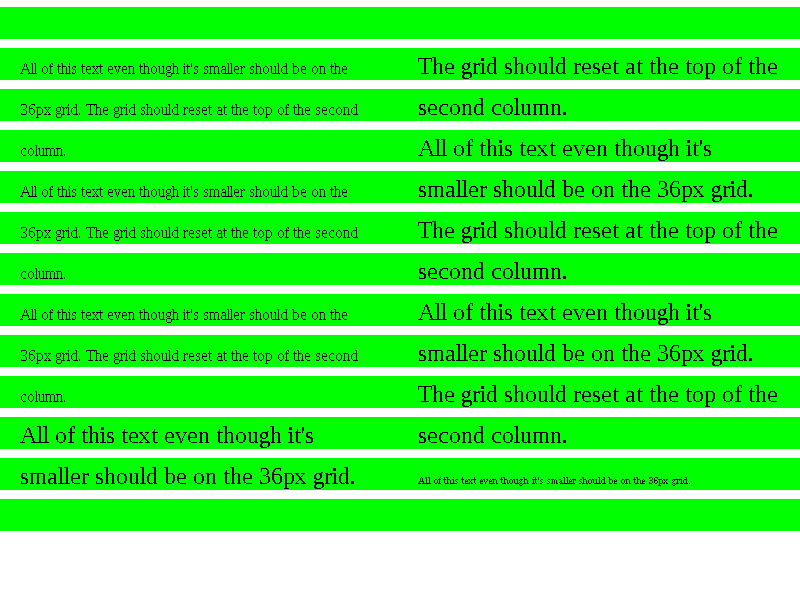 All of this text even though it's smaller should be on the
36px grid. The grid should reset at the top of the second
column.
All of this text even though it's smaller should be on the
36px grid. The grid should reset at the top of the second
column.
All of this text even though it's smaller should be on the
36px grid. The grid should reset at the top of the second
column.
All of this text even though it's
smaller should be on the 36px grid.
The grid should reset at the top of the
second column.
All of this text even though it's
smaller should be on the 36px grid.
The grid should reset at the top of the
second column.
All of this text even though it's
smaller should be on the 36px grid.
The grid should reset at the top of the
second column.
All of this text even though it's smaller should be on the 36px grid.